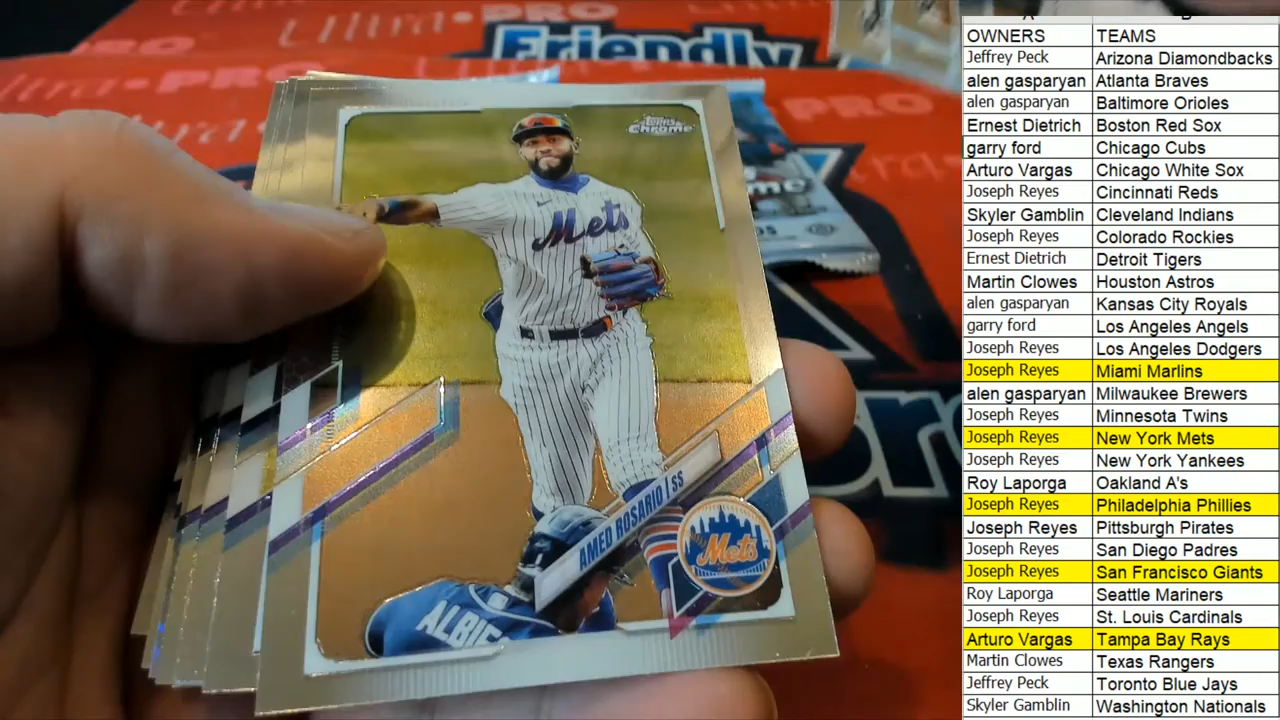 Ultra·PRO
Friendly
Ultra·PRO
PRO
Topps
Chrome
Mets
AMED ROSARIO | SS
Mets
ALBIE
OWNERS TEAMS
Jeffrey Peck Arizona Diamondbacks
alen gasparyan Atlanta Braves
alen gasparyan Baltimore Orioles
Ernest Dietrich Boston Red Sox
garry ford Chicago Cubs
Arturo Vargas Chicago White Sox
Joseph Reyes Cincinnati Reds
Skyler Gamblin Cleveland Indians
Joseph Reyes Colorado Rockies
Ernest Dietrich Detroit Tigers
Martin Clowes Houston Astros
alen gasparyan Kansas City Royals
garry ford Los Angeles Angels
Joseph Reyes Los Angeles Dodgers
Joseph Reyes Miami Marlins
alen gasparyan Milwaukee Brewers
Joseph Reyes Minnesota Twins
Joseph Reyes New York Mets
Joseph Reyes New York Yankees
Roy Laporga Oakland A's
Joseph Reyes Philadelphia Phillies
Joseph Reyes Pittsburgh Pirates
Joseph Reyes San Diego Padres
Joseph Reyes San Francisco Giants
Roy Laporga Seattle Mariners
Joseph Reyes St. Louis Cardinals
Arturo Vargas Tampa Bay Rays
Martin Clowes Texas Rangers
Jeffrey Peck Toronto Blue Jays
Skyler Gamblin Washington Nationals